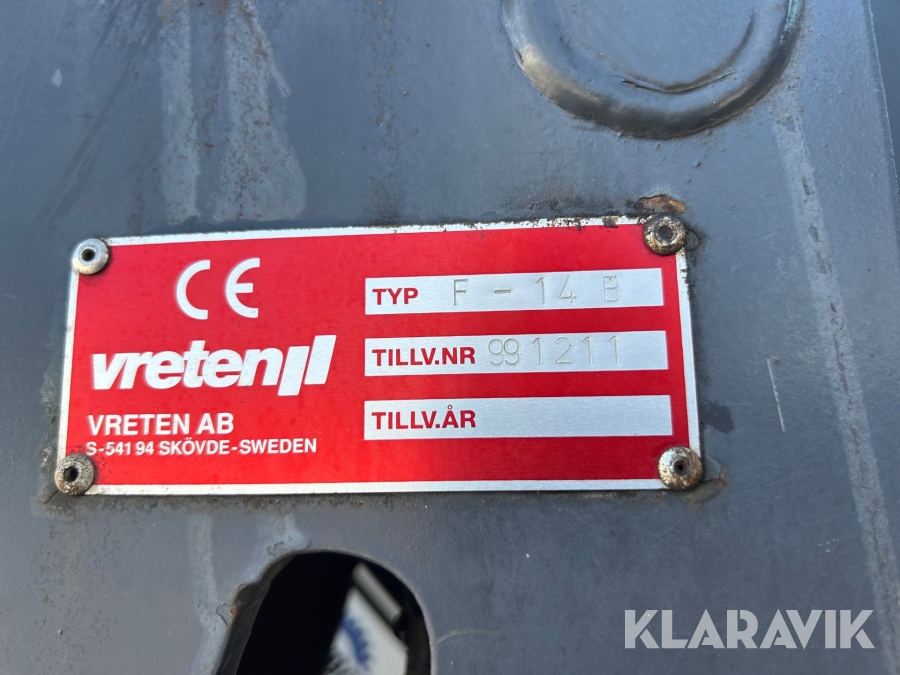 CE
vreten
VRETEN AB
S-541 94 SKÖVDE-SWEDEN
TYP F-14 B
TILLV.NR 991211
TILLV.ÅR
KLARAVIK